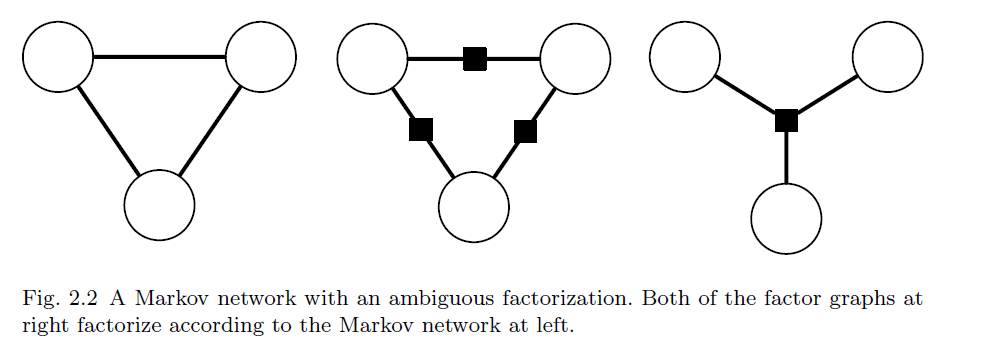 Fig. 2.2 A Markov network with an ambiguous factorization. Both of the factor graphs at
right factorize according to the Markov network at left.